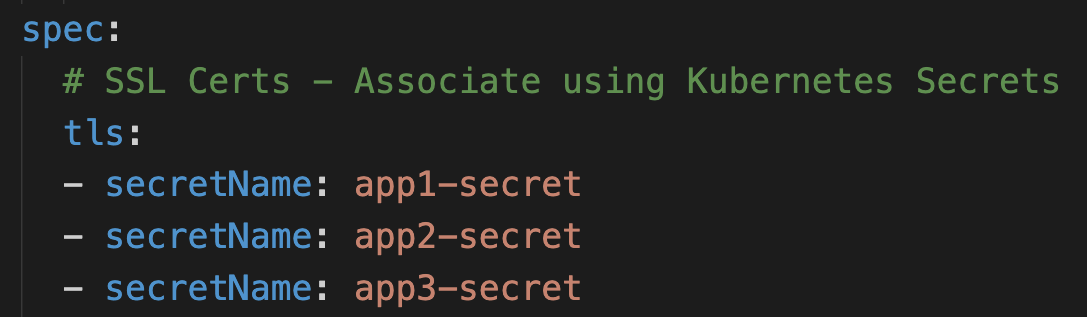 spec:
  # SSL Certs - Associate using Kubernetes Secrets
  tls:
  - secretName: app1-secret
  - secretName: app2-secret
  - secretName: app3-secret